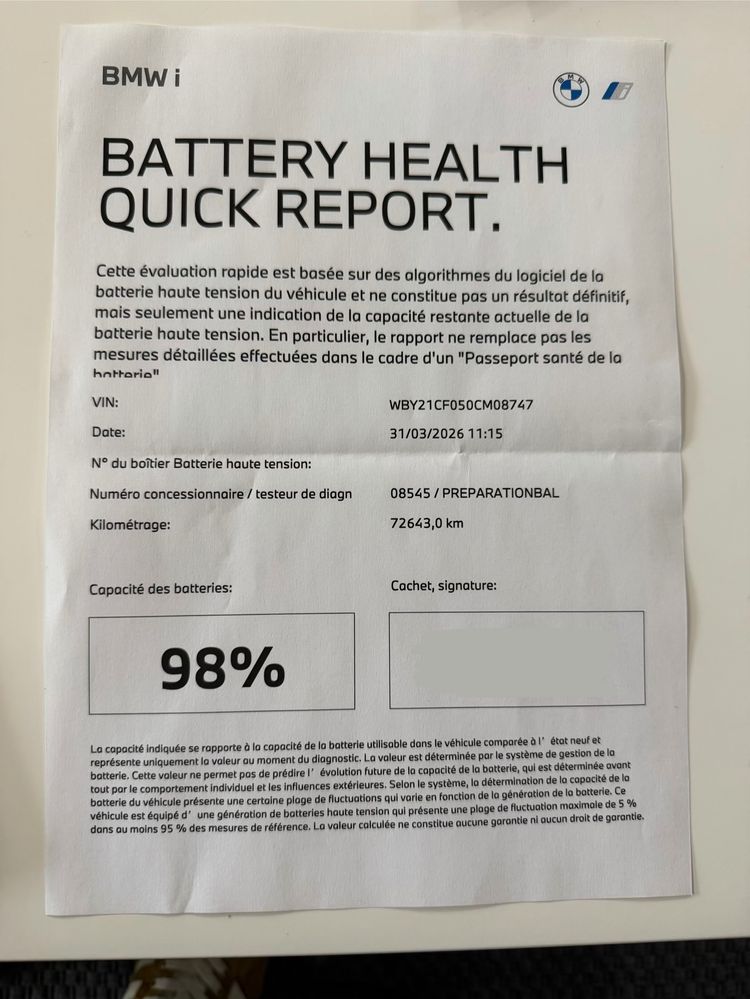 BMW i
BMW
BATTERY HEALTH
QUICK REPORT.
Cette évaluation rapide est basée sur des algorithmes du logiciel de la
batterie haute tension du véhicule et ne constitue pas un résultat définitif,
mais seulement une indication de la capacité restante actuelle de la
batterie haute tension. En particulier, le rapport ne remplace pas les
mesures détaillées effectuées dans le cadre d'un "Passeport santé de la
batterie"
VIN: WBY21CF050CM08747
Date: 31/03/2026 11:15
N° du boîtier Batterie haute tension:
Numéro concessionnaire / testeur de diagn 08545 / PREPARATIONBAL
Kilométrage: 72643,0 km
Capacité des batteries: Cachet, signature:
98%
La capacité indiquée se rapporte à la capacité de la batterie utilisable dans le véhicule comparée à l' état neuf et
représente uniquement la valeur au moment du diagnostic. La valeur est déterminée par le système de gestion de la
batterie. Cette valeur ne permet pas de prédire l' évolution future de la capacité de la batterie, qui est déterminée avant
tout par le comportement individuel et les influences extérieures. Selon le système, la détermination de la capacité de la
batterie du véhicule présente une certaine plage de fluctuations qui varie en fonction de la génération de la batterie. Ce
véhicule est équipé d' une génération de batteries haute tension qui présente une plage de fluctuation maximale de 5 %
dans au moins 95 % des mesures de référence. La valeur calculée ne constitue aucune garantie ni aucun droit de garantie.